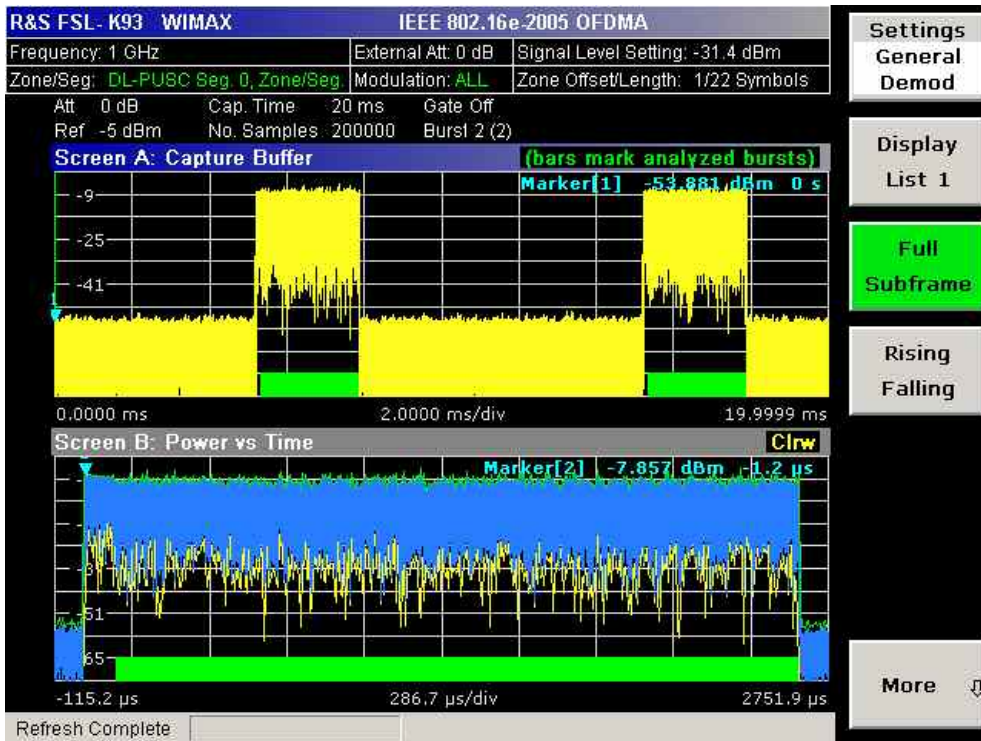 R&S FSL-K93 WIMAX IEEE 802.16e-2005 OFDMA
Frequency: 1 GHz External Att: 0 dB Signal Level Setting: -31.4 dBm
Zone/Seg: DL-PUSC Seg. 0, Zone/Seg. Modulation: ALL Zone Offset/Length: 1/22 Symbols
Att 0 dB Cap. Time 20 ms Gate Off
Ref -5 dBm No. Samples 200000 Burst 2 (2)
Screen A: Capture Buffer (bars mark analyzed bursts)
Marker[1] -53.881 dBm 0 s
-9
-25
-41
1
0.0000 ms 2.0000 ms/div 19.9999 ms
Screen B: Power vs Time Clrw
Marker[2] -7.857 dBm -1.2 µs
-51
-65
-115.2 µs 286.7 µs/div 2751.9 µs
Refresh Complete
Settings
General
Demod
Display
List 1
Full
Subframe
Rising
Falling
More